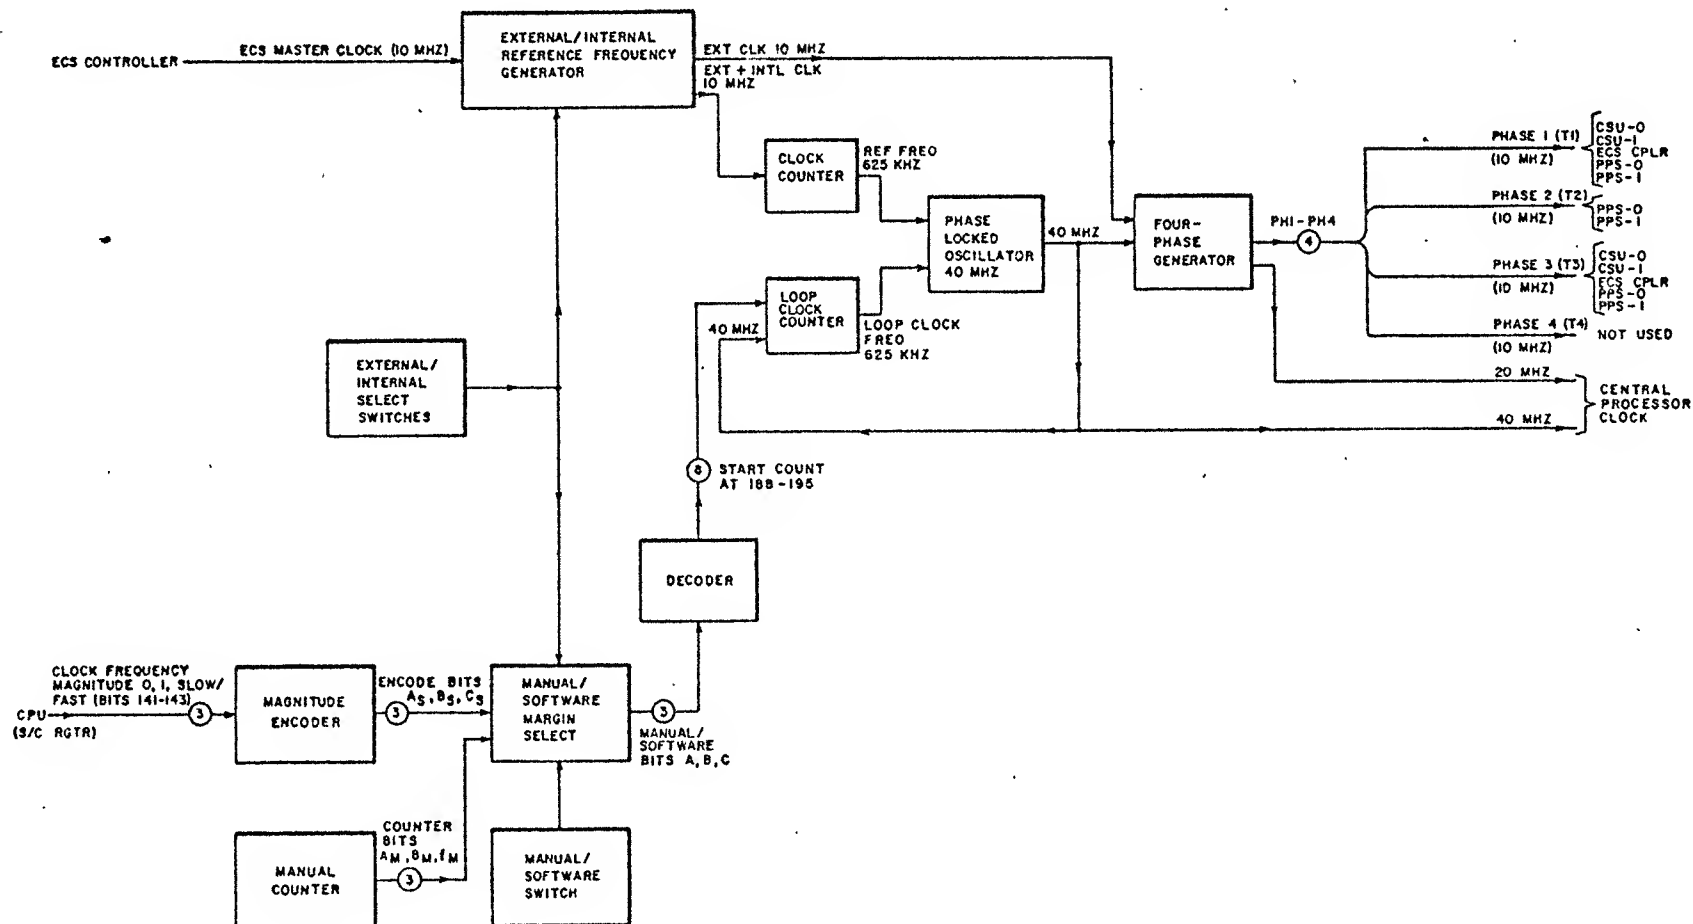 ECS CONTROLLER
ECS MASTER CLOCK (10 MHZ)
EXTERNAL/INTERNAL
REFERENCE FREQUENCY
GENERATOR
EXT CLK 10 MHZ
EXT + INTL CLK
10 MHZ
CLOCK
COUNTER
REF FREQ
625 KHZ
PHASE
LOCKED
OSCILLATOR
40 MHZ
40 MHZ
FOUR-
PHASE
GENERATOR
PH1-PH4
4
PHASE 1 (T1)
(10 MHZ)
CSU-0
CSU-1
ECS CPLR
PPS-0
PPS-1
PHASE 2 (T2)
(10 MHZ)
PPS-0
PPS-1
PHASE 3 (T3)
(10 MHZ)
CSU-0
CSU-1
ECS CPLR
PPS-0
PPS-1
PHASE 4 (T4)
(10 MHZ)
NOT USED
20 MHZ
40 MHZ
CENTRAL
PROCESSOR
CLOCK
LOOP
CLOCK
COUNTER
40 MHZ
LOOP CLOCK
FREQ
625 KHZ
EXTERNAL/
INTERNAL
SELECT
SWITCHES
8
START COUNT
AT 188-195
DECODER
CLOCK FREQUENCY
MAGNITUDE 0, 1, SLOW/
FAST (BITS 141-143)
CPU
(S/C RGTR)
3
MAGNITUDE
ENCODER
ENCODE BITS
AS, BS, CS
3
MANUAL/
SOFTWARE
MARGIN
SELECT
3
MANUAL/
SOFTWARE
BITS A, B, C
MANUAL
COUNTER
COUNTER
BITS
AM, BM, fM
3
MANUAL/
SOFTWARE
SWITCH